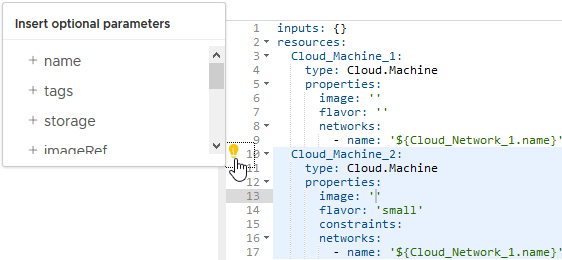 Insert optional parameters
+ name
+ tags
+ storage
+ imageRef
1 inputs: {}
2 resources:
3 Cloud_Machine_1:
4 type: Cloud.Machine
5 properties:
6 image: ''
7 flavor: ''
8 networks:
9 - name: '${Cloud_Network_1.name}'
10 Cloud_Machine_2:
11 type: Cloud.Machine
12 properties:
13 image: ''
14 flavor: 'small'
15 constraints:
16 networks:
17 - name: '${Cloud_Network_1.name}'